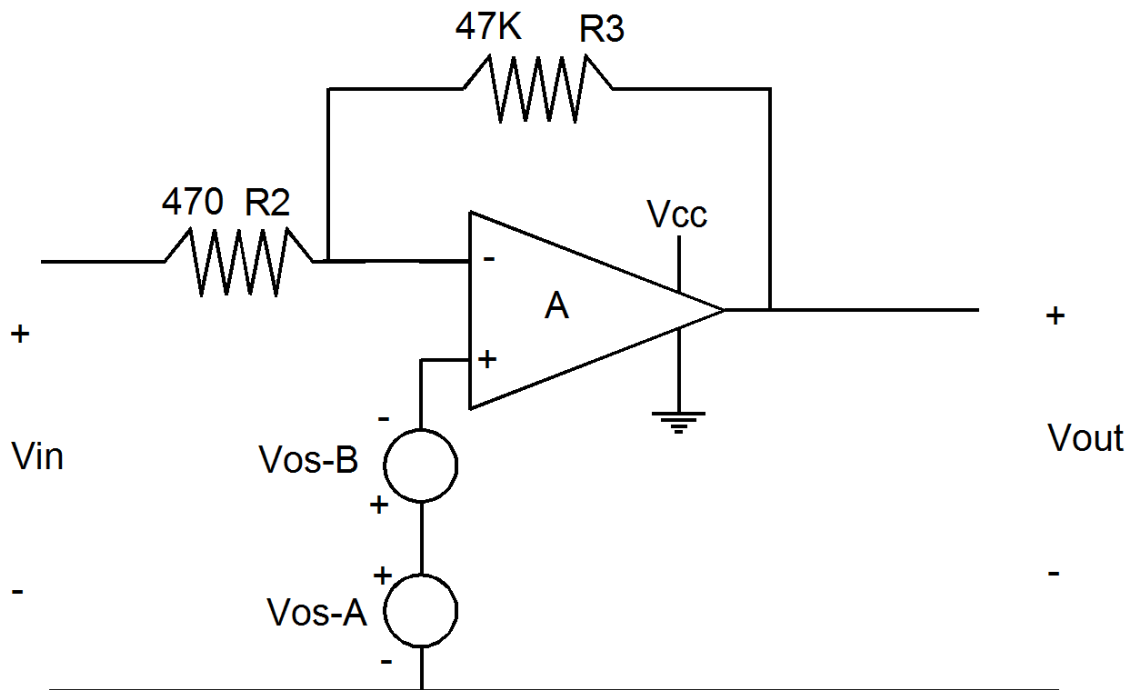 47K R3
470 R2
Vcc
-
A
+
+
+
-
Vin
Vos-B
Vout
+
+
-
-
Vos-A
-